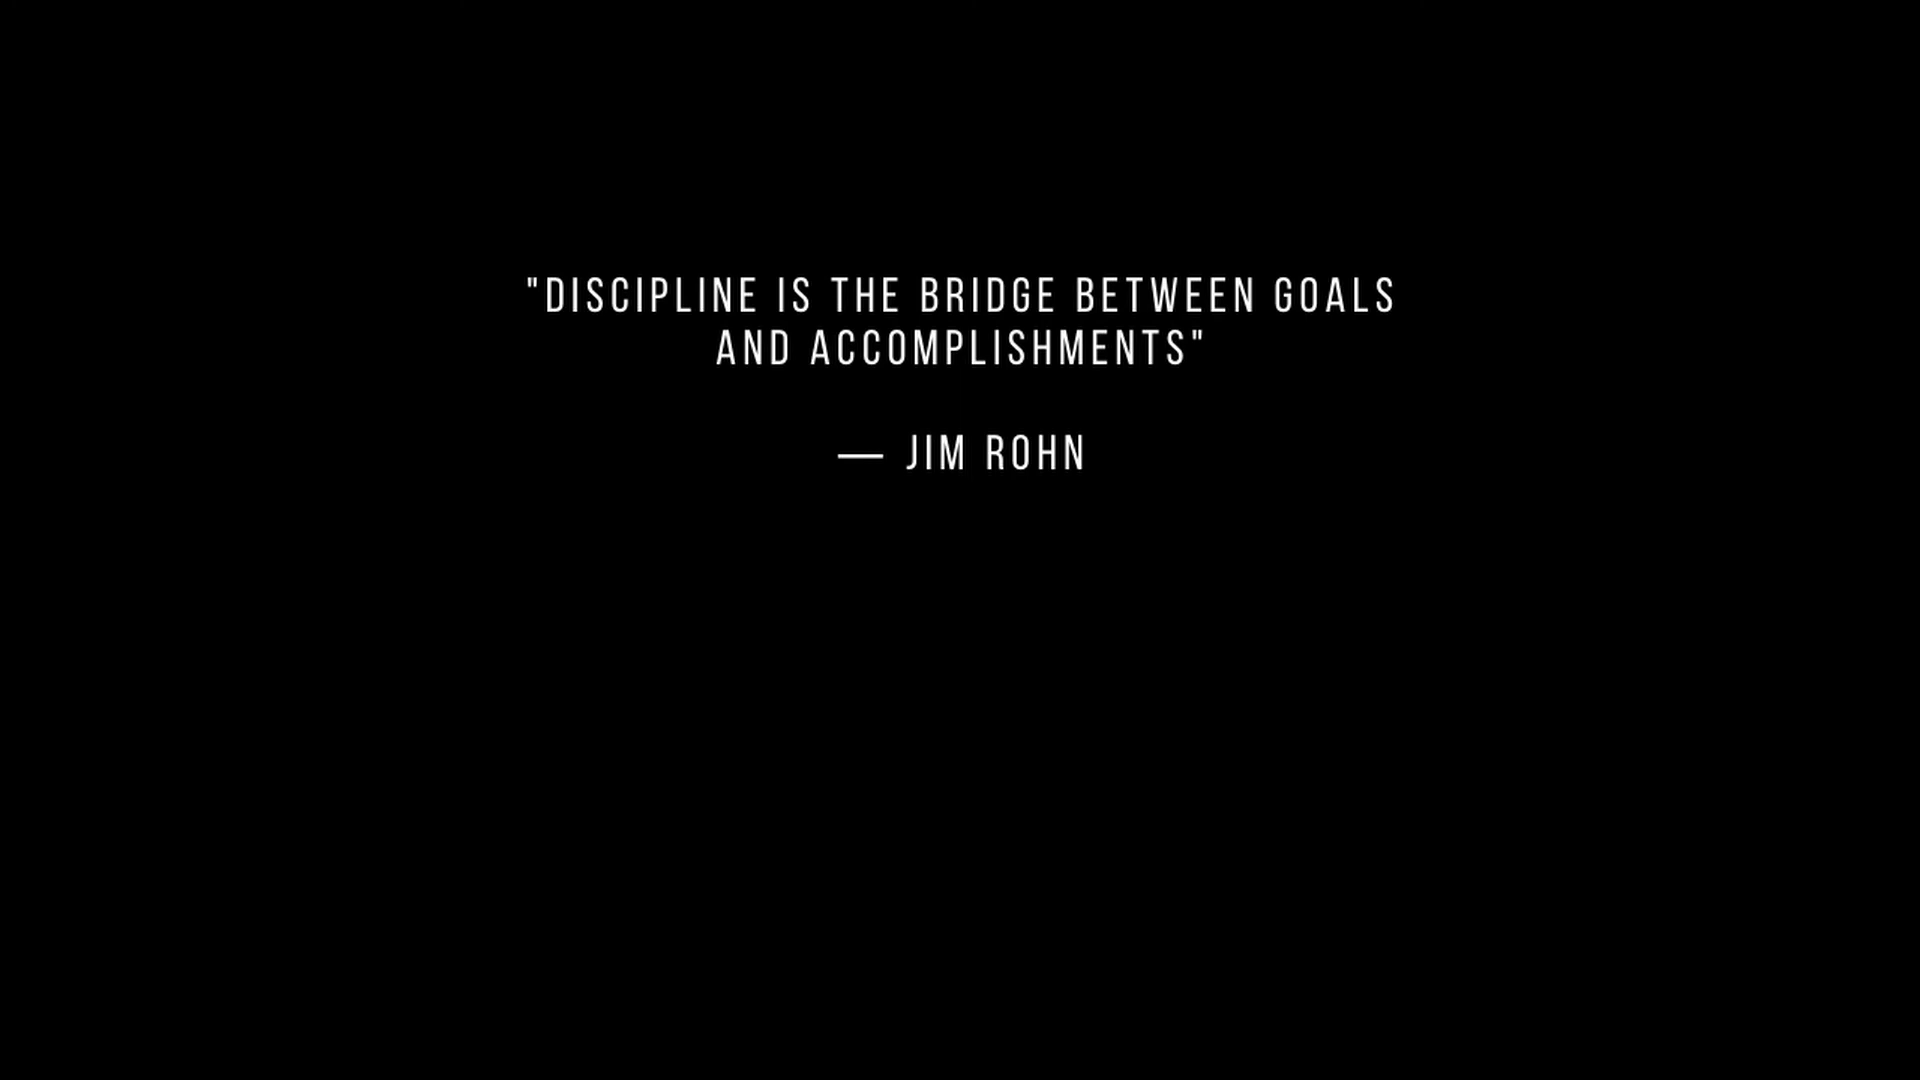 "DISCIPLINE IS THE BRIDGE BETWEEN GOALS
AND ACCOMPLISHMENTS"
— JIM ROHN